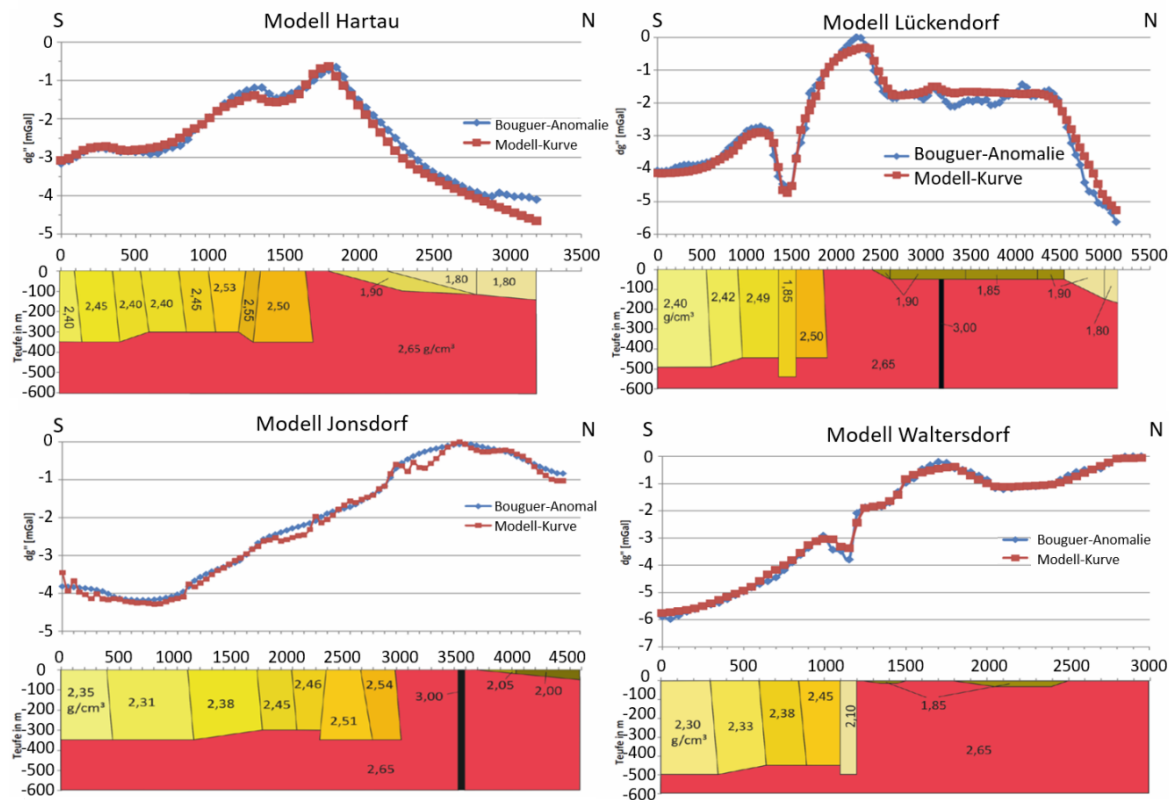 S Modell Hartau N
0
-1
-2
-3
-4
-5
dg" [mGal]
Bouguer-Anomalie
Modell-Kurve
0 500 1000 1500 2000 2500 3000 3500
0
-100
-200
-300
-400
-500
-600
Teufe in m
2,40 2,45 2,40 2,40 2,45 2,53 2,55 2,50 1,90 1,80 1,80
2,65 g/cm³
S Modell Lückendorf N
0
-1
-2
-3
-4
-5
-6
dg" [mGal]
Bouguer-Anomalie
Modell-Kurve
0 500 1000 1500 2000 2500 3000 3500 4000 4500 5000 5500
0
-100
-200
-300
-400
-500
-600
Teufe in m
2,40
g/cm³
2,42 2,49 1,85 2,50 1,90 1,85 1,90 1,80
3,00
2,65
S Modell Jonsdorf N
0
-1
-2
-3
-4
-5
dg" [mGal]
Bouguer-Anomal
Modell-Kurve
0 500 1000 1500 2000 2500 3000 3500 4000 4500
0
-100
-200
-300
-400
-500
-600
Teufe in m
2,35
g/cm³
2,31 2,38 2,45 2,46 2,51 2,54 3,00 2,05 2,00
2,65
S Modell Waltersdorf N
0
-1
-2
-3
-4
-5
-6
-7
dg" [mGal]
Bouguer-Anomalie
Modell-Kurve
0 500 1000 1500 2000 2500 3000
0
-100
-200
-300
-400
-500
-600
Teufe in m
2,30
g/cm³
2,33 2,38 2,45 2,10 1,85
2,65